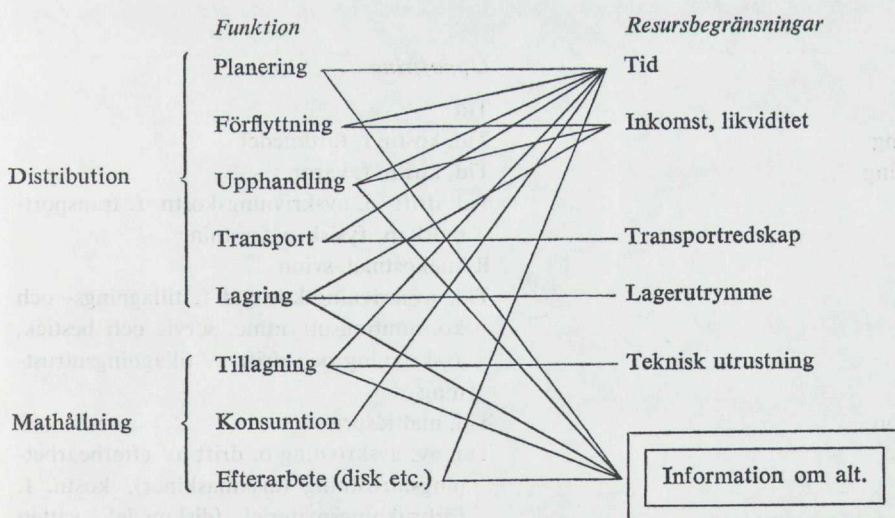 Funktion Resursbegränsningar
Planering Tid
Förflyttning Inkomst, likviditet
Distribution Upphandling
Transport Transportredskap
Lagring Lagerutrymme
Tillagning Teknisk utrustning
Mathållning Konsumtion
Efterarbete (disk etc.) Information om alt.